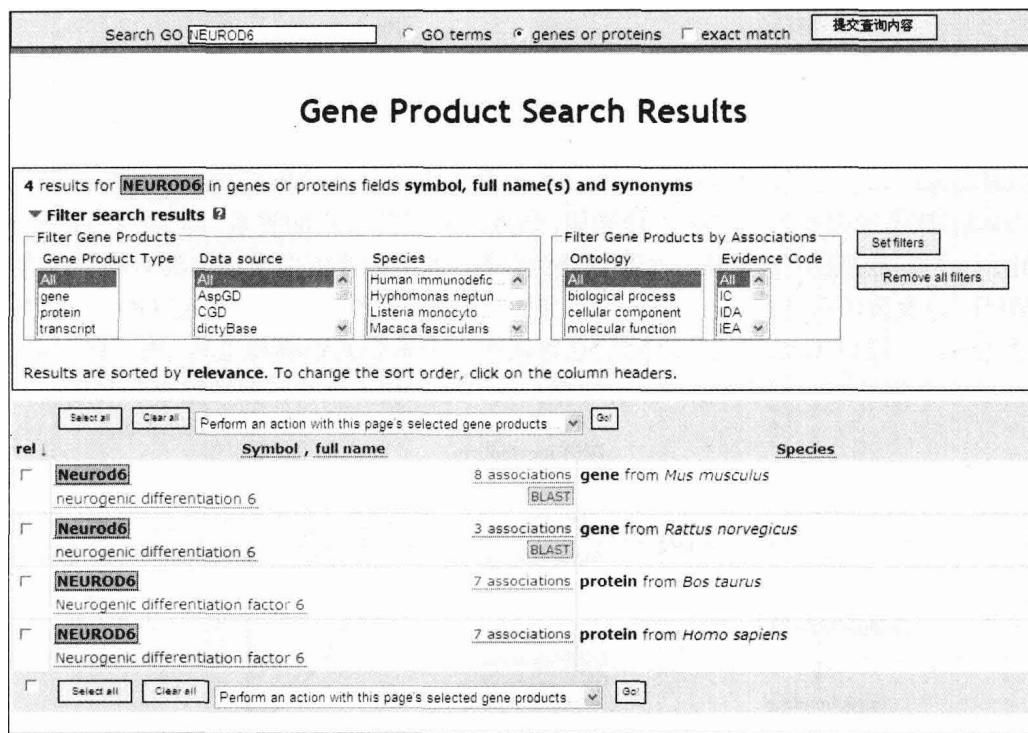 Search GO NEUROD6 GO terms genes or proteins exact match 提交查询内容
Gene Product Search Results
4 results for NEUROD6 in genes or proteins fields symbol, full name(s) and synonyms
Filter search results ?
Filter Gene Products
Gene Product Type
All
gene
protein
transcript
Data source
All
AspGD
CGD
dictyBase
Species
Human immunodefic
Hyphomonas neptun
Listeria monocyto
Macaca fascicularis
Filter Gene Products by Associations
Ontology
All
biological process
cellular component
molecular function
Evidence Code
All
IC
IDA
IEA
Set filters
Remove all filters
Results are sorted by relevance. To change the sort order, click on the column headers.
Select all Clear all Perform an action with this page's selected gene products... Go!
rel ↓ Symbol , full name Species
Neurod6 8 associations gene from Mus musculus
neurogenic differentiation 6 BLAST
Neurod6 3 associations gene from Rattus norvegicus
neurogenic differentiation 6 BLAST
NEUROD6 7 associations protein from Bos taurus
Neurogenic differentiation factor 6
NEUROD6 7 associations protein from Homo sapiens
Neurogenic differentiation factor 6
Select all Clear all Perform an action with this page's selected gene products... Go!